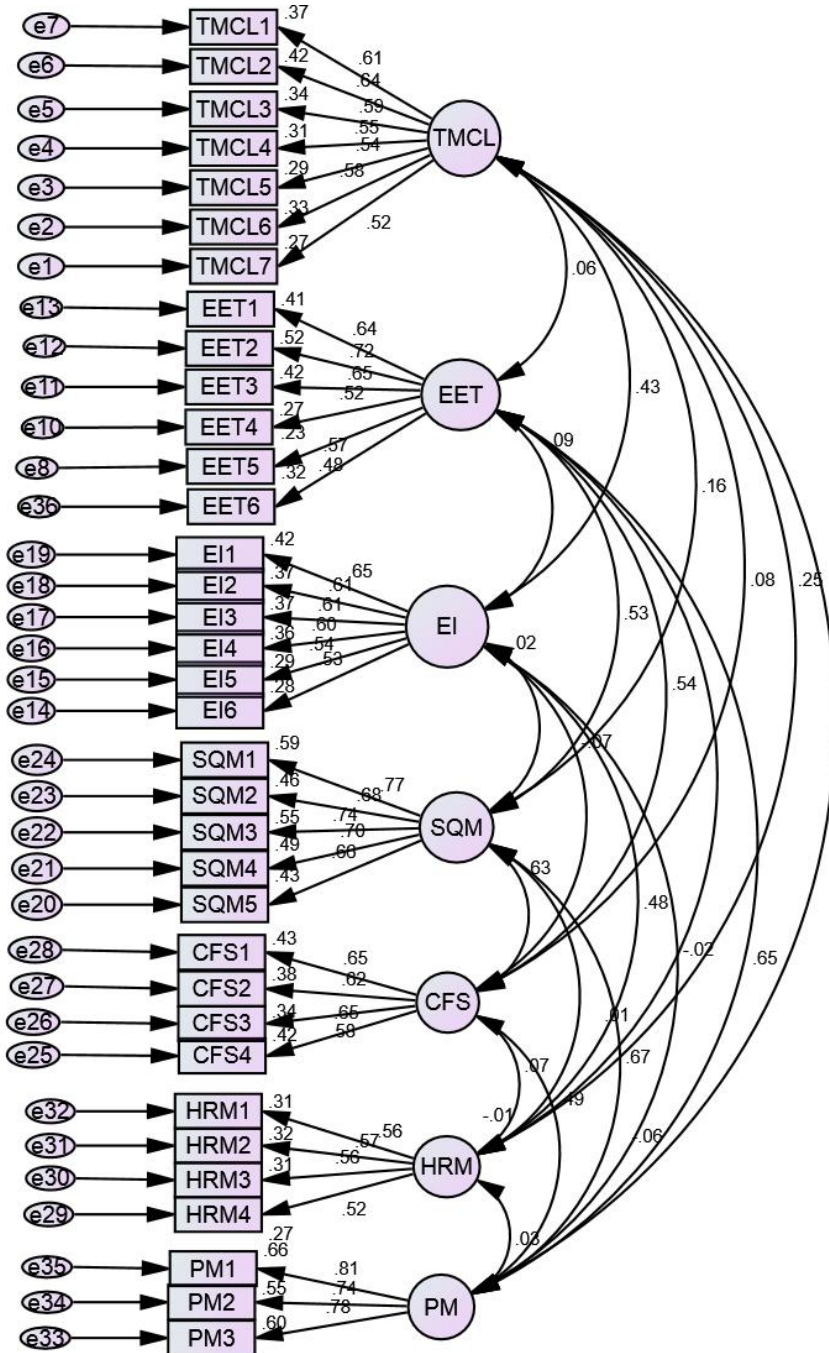 e7 TMCL1 .37 .61
e6 TMCL2 .42 .64
e5 TMCL3 .34 .59
e4 TMCL4 .31 .55
.54
e3 TMCL5 .29 .58
e2 TMCL6 .33
e1 TMCL7 .27 .52
TMCL
.06
e13 EET1 .41 .64
e12 EET2 .52 .72
e11 EET3 .42 .65
e10 EET4 .27 .52
e8 EET5 .23 .57
e36 EET6 .32 .48
EET
.43
.09
.16
e19 EI1 .42 .65
e18 EI2 .37 .61
e17 EI3 .37 .61
e16 EI4 .36 .60
e15 EI5 .29 .54
e14 EI6 .28 .53
EI
.08
.25
.53
.02
.54
-.07
e24 SQM1 .59 .77
e23 SQM2 .46 .68
e22 SQM3 .55 .74
e21 SQM4 .49 .70
e20 SQM5 .43 .66
SQM
.63
.48
-.02
.65
e28 CFS1 .43 .65
e27 CFS2 .38 .62
e26 CFS3 .34 .65
e25 CFS4 .42 .58
CFS
.01
.07
.67
e32 HRM1 .31 .56
e31 HRM2 .32 .57
e30 HRM3 .31 .56
e29 HRM4 .27 .52
HRM
-.01
.49
-.06
.03
e35 PM1 .66 .81
e34 PM2 .55 .74
e33 PM3 .60 .78
PM